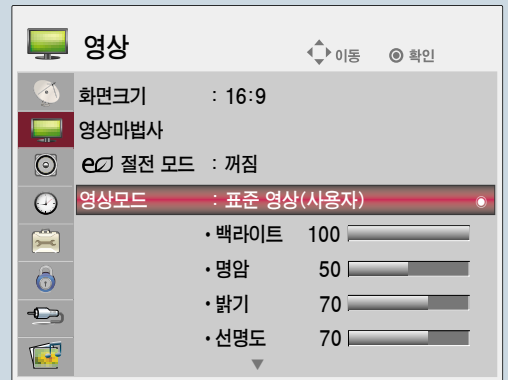 영상 이동 ◉ 확인
화면크기 : 16:9
영상마법사
eco 절전 모드 : 꺼짐
영상모드 : 표준 영상(사용자)
• 백라이트 100
• 명암 50
• 밝기 70
• 선명도 70